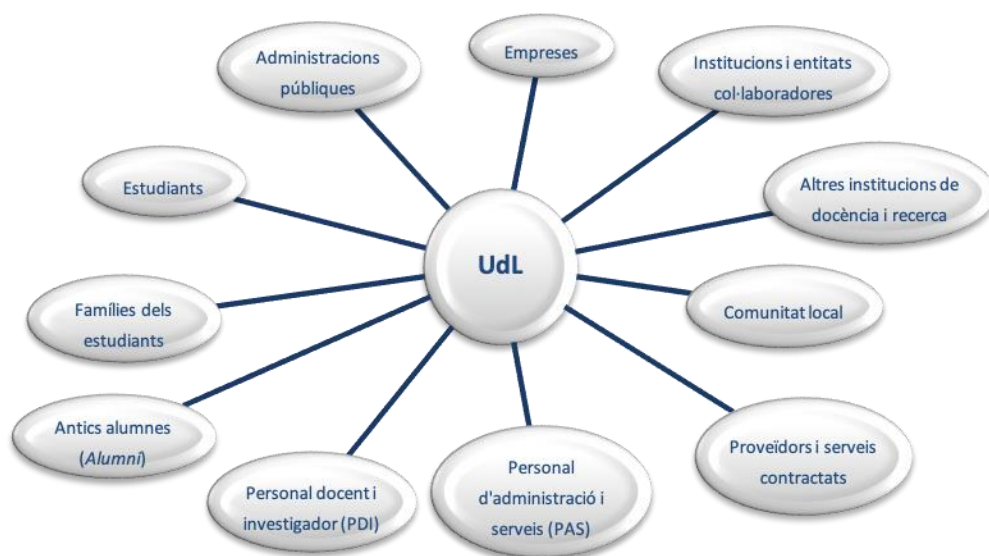 Administracions
públiques
Empreses
Institucions i entitats
col·laboradores
Estudiants
Altres institucions de
docència i recerca
UdL
Famílies dels
estudiants
Comunitat local
Antics alumnes
(Alumni)
Proveïdors i serveis
contractats
Personal docent i
investigador (PDI)
Personal
d'administració i
serveis (PAS)